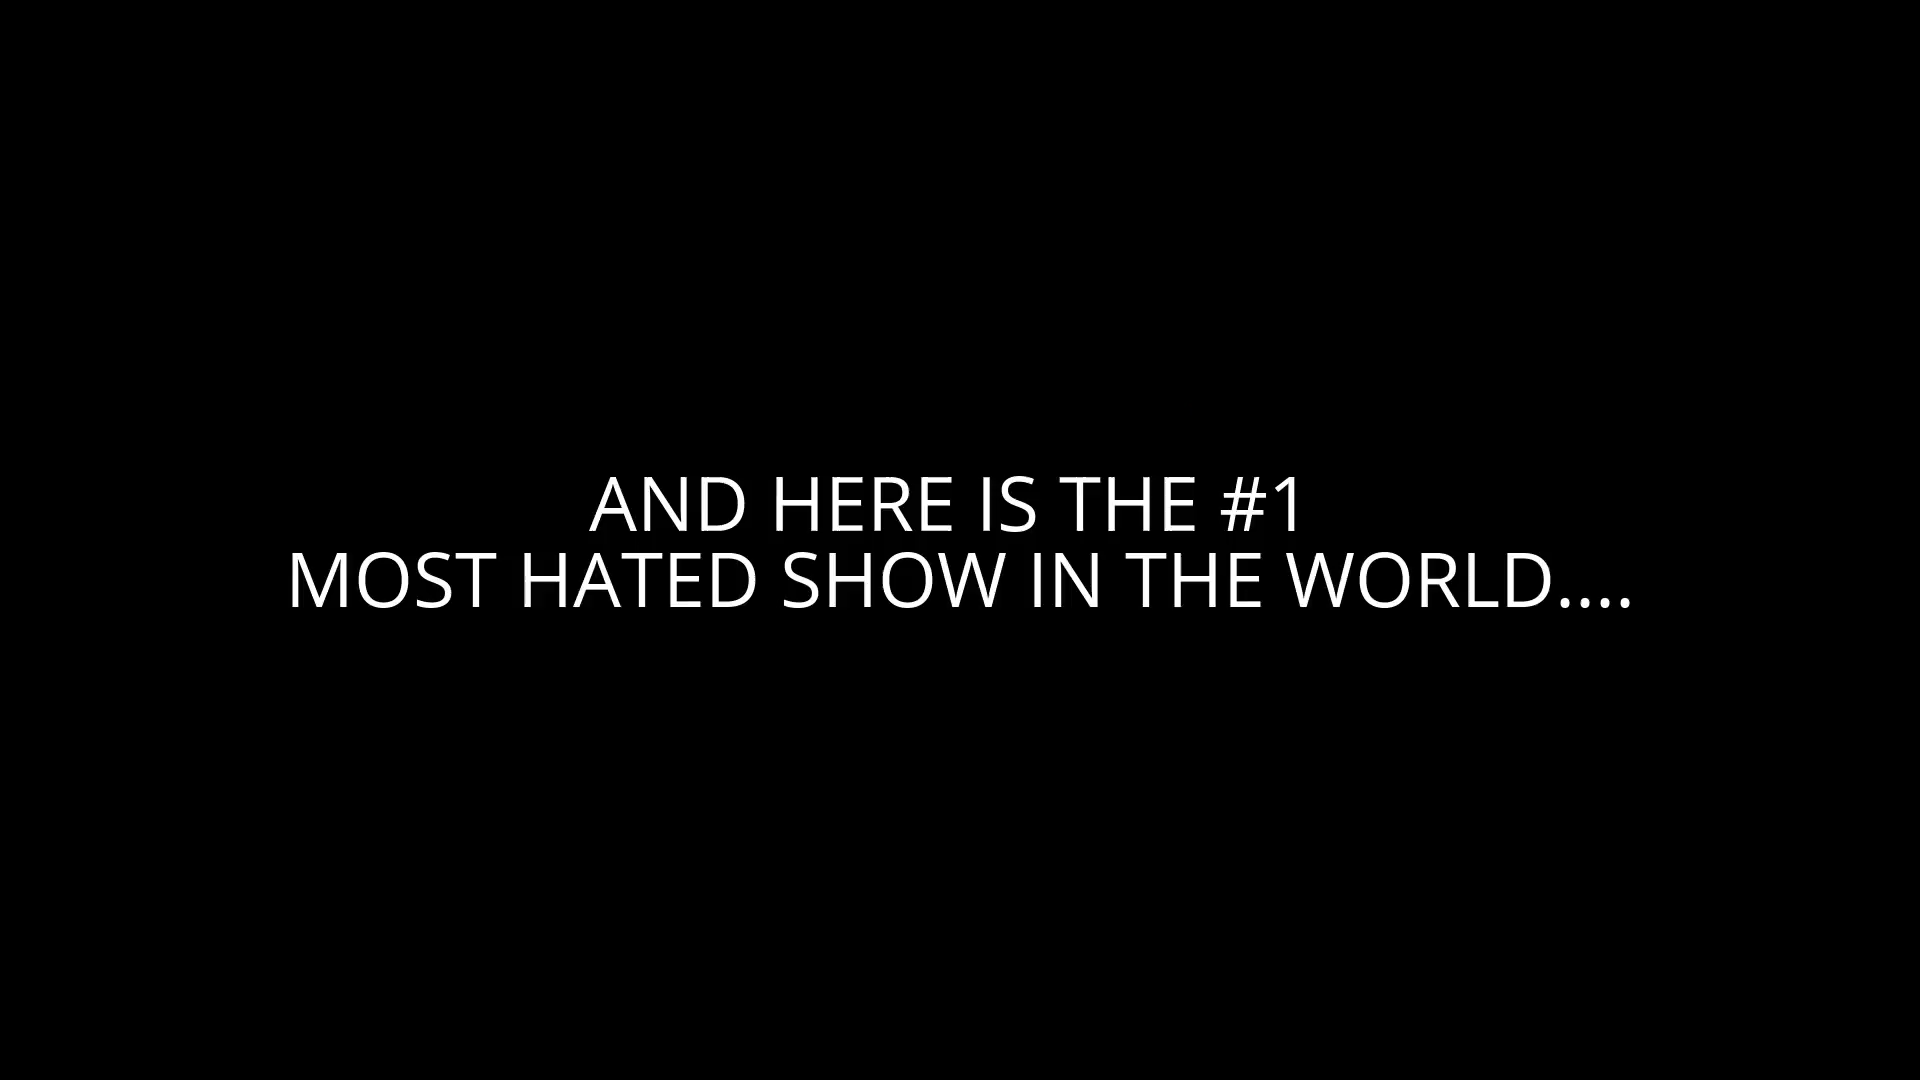 AND HERE IS THE #1
MOST HATED SHOW IN THE WORLD....